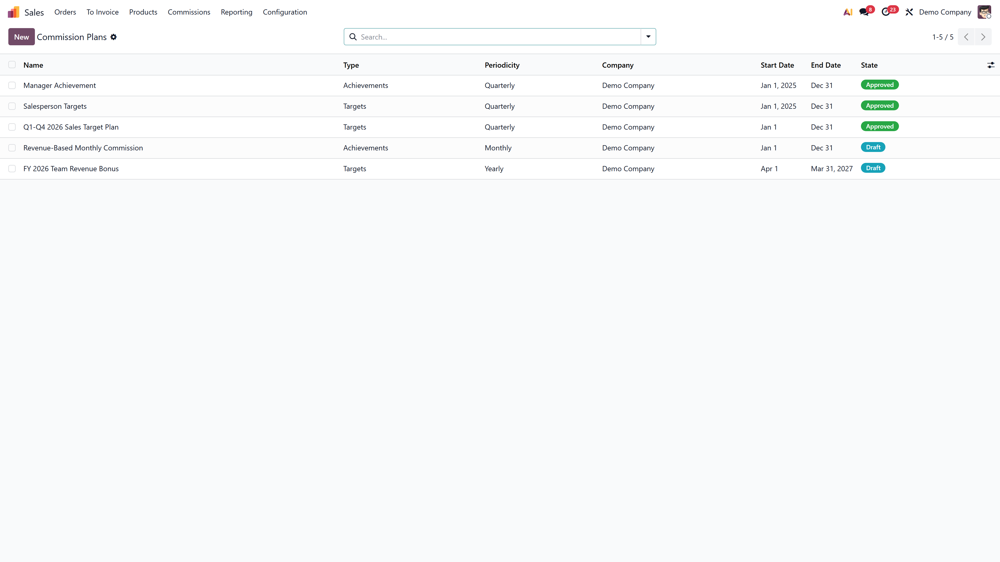 Sales Orders To Invoice Products Commissions Reporting Configuration AI 8 23 Demo Company
New Commission Plans Search... 1-5 / 5
Name Type Periodicity Company Start Date End Date State
Manager Achievement Achievements Quarterly Demo Company Jan 1, 2025 Dec 31 Approved
Salesperson Targets Targets Quarterly Demo Company Jan 1, 2025 Dec 31 Approved
Q1-Q4 2026 Sales Target Plan Targets Quarterly Demo Company Jan 1 Dec 31 Approved
Revenue-Based Monthly Commission Achievements Monthly Demo Company Jan 1 Dec 31 Draft
FY 2026 Team Revenue Bonus Targets Yearly Demo Company Apr 1 Mar 31, 2027 Draft